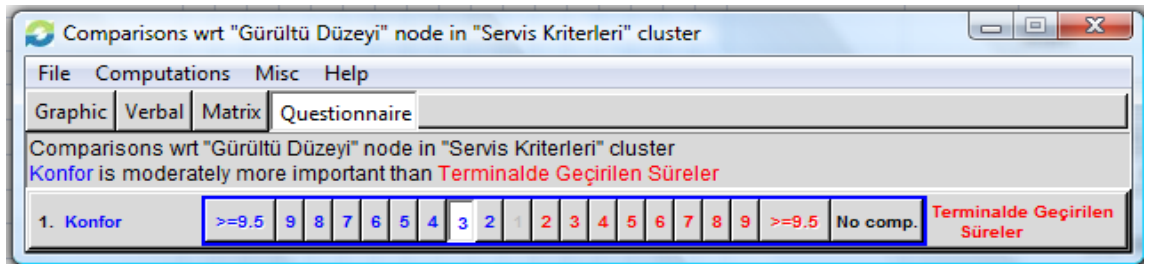 Comparisons wrt "Gürültü Düzeyi" node in "Servis Kriterleri" cluster
File Computations Misc Help
Graphic Verbal Matrix Questionnaire
Comparisons wrt "Gürültü Düzeyi" node in "Servis Kriterleri" cluster
Konfor is moderately more important than Terminalde Geçirilen Süreler
1. Konfor >=9.5 9 8 7 6 5 4 3 2 1 2 3 4 5 6 7 8 9 >=9.5 No comp. Terminalde Geçirilen
Süreler